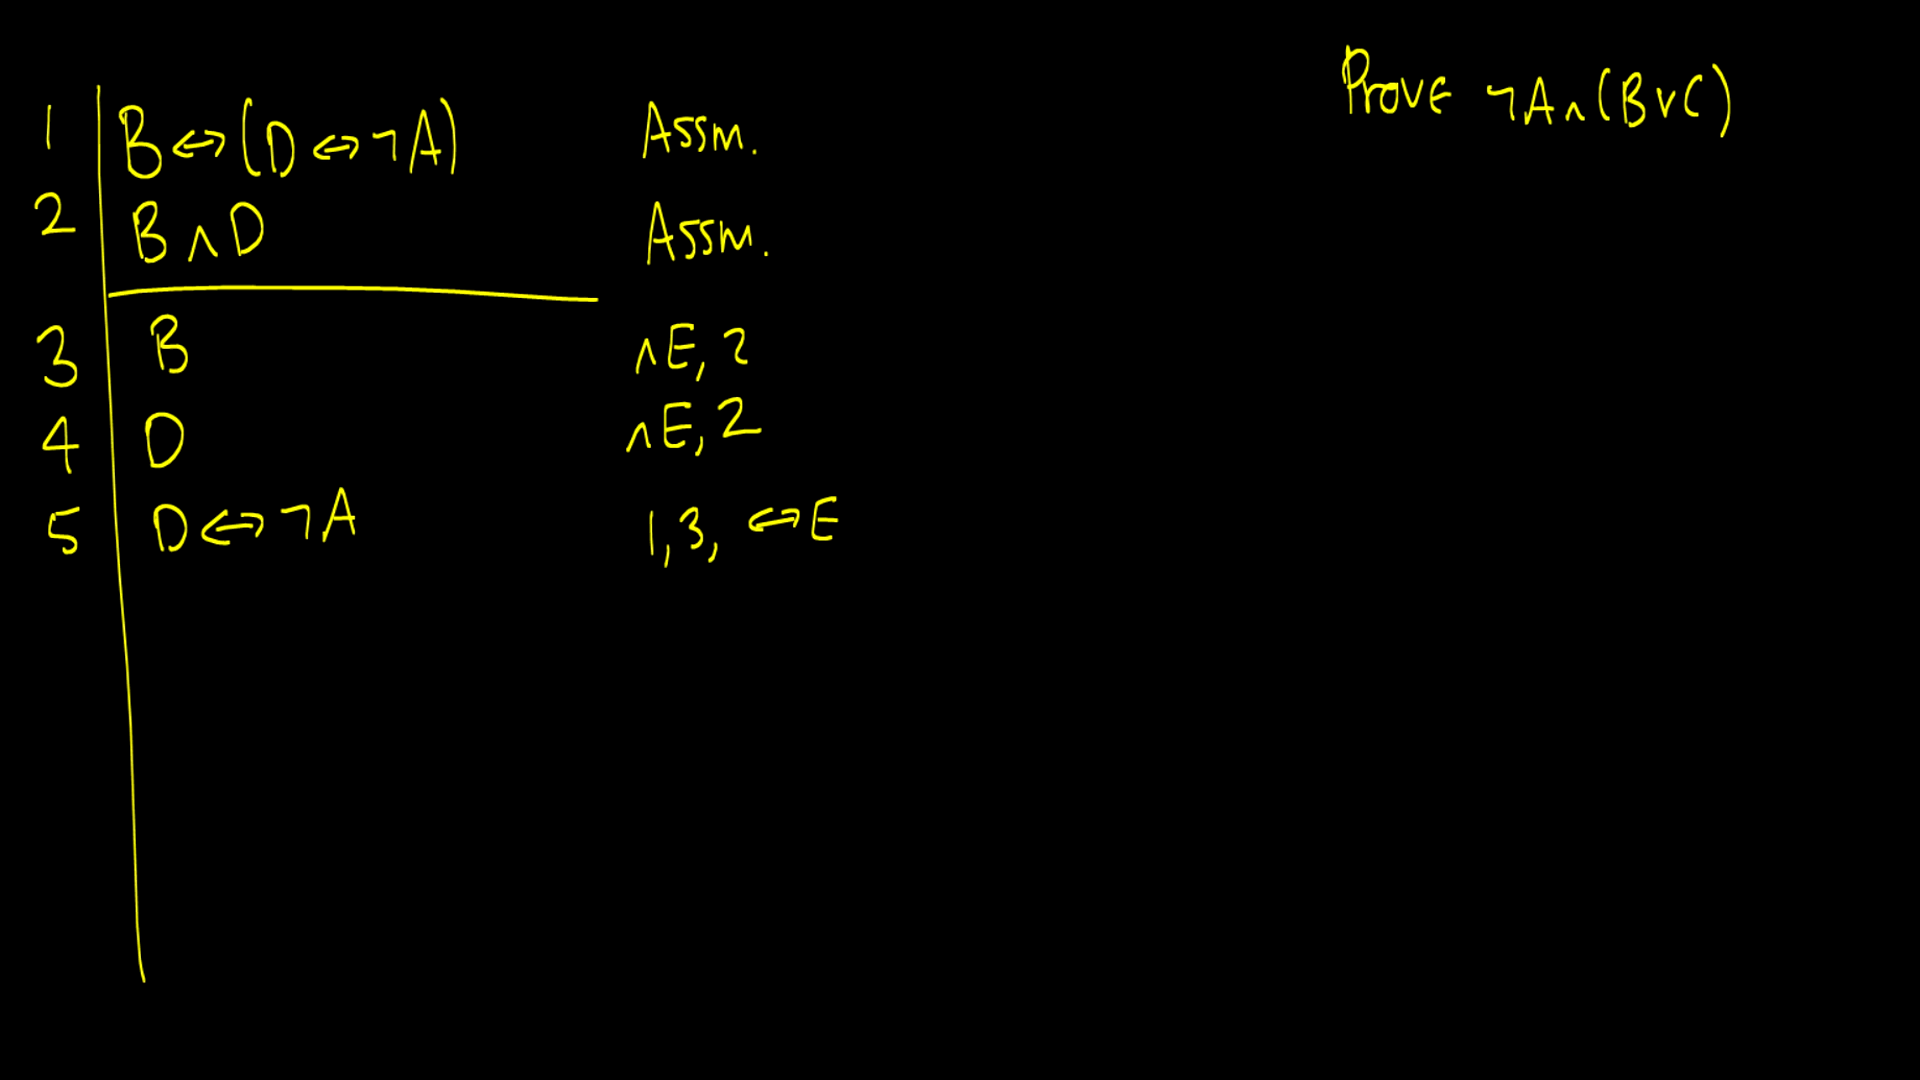 Prove ¬A∧(B∨C)
1 B↔(D↔¬A) Assm.
2 B∧D Assm.
3 B ∧E, 2
4 D ∧E, 2
5 D↔¬A 1,3, ↔E